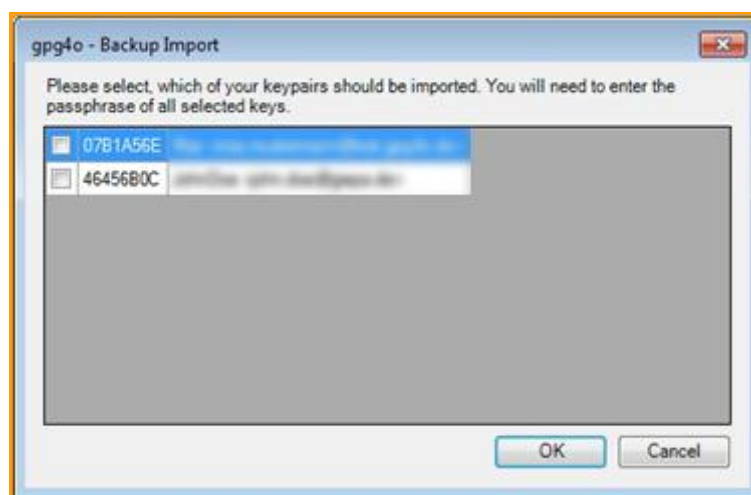 gpg4o - Backup Import
Please select, which of your keypairs should be imported. You will need to enter the
passphrase of all selected keys.
07B1A56E
46456B0C
OK
Cancel